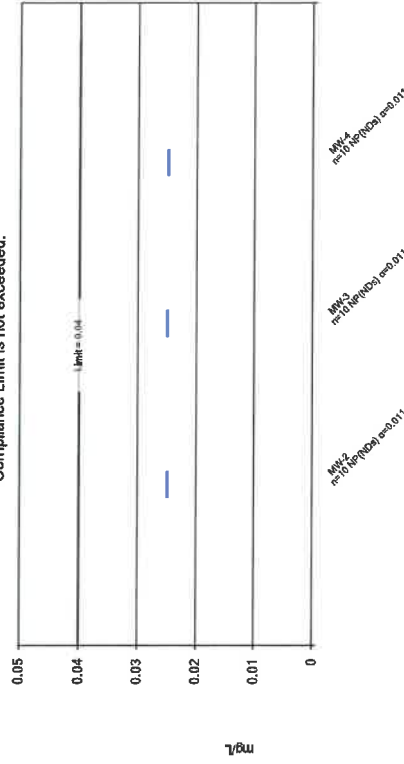 Compliance Limit is not exceeded.
0.05
0.04
Limit = 0.04
0.03
0.02
0.01
0
mg/L
MW-2
n=10 NP(NDs) α=0.011
MW-3
n=10 NP(NDs) α=0.011
MW-4
n=10 NP(NDs) α=0.011